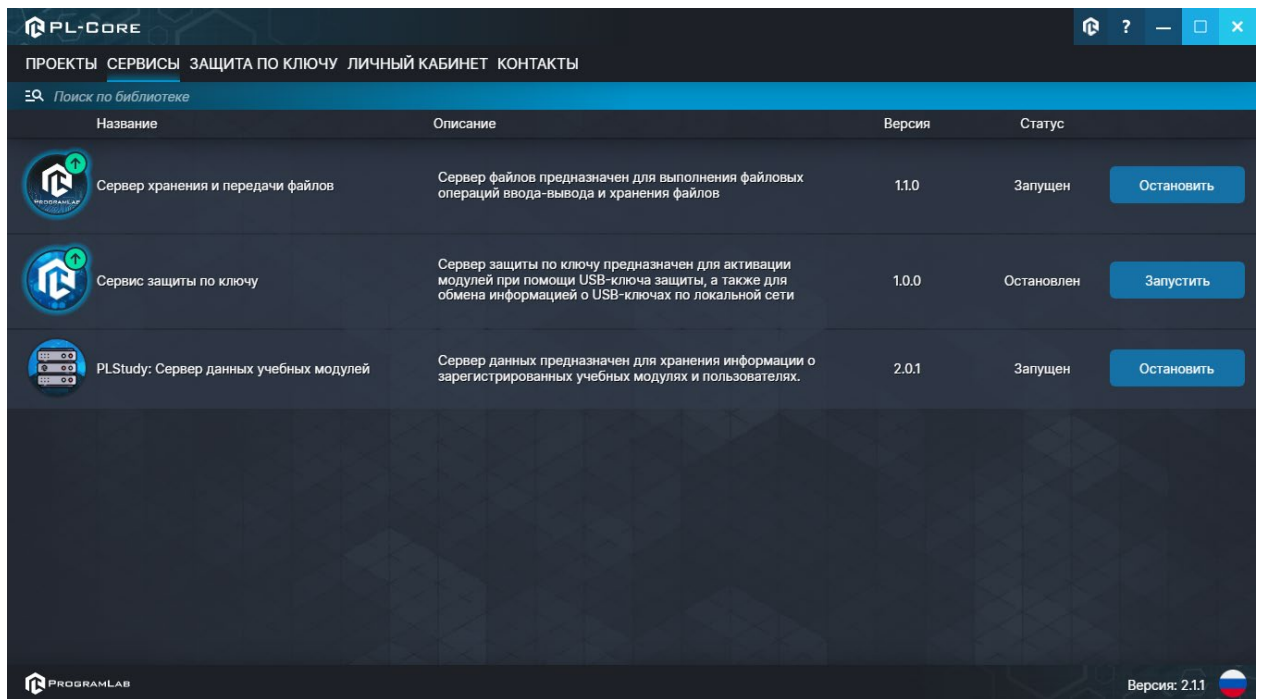 PL-CORE
?
ПРОЕКТЫ СЕРВИСЫ ЗАЩИТА ПО КЛЮЧУ ЛИЧНЫЙ КАБИНЕТ КОНТАКТЫ
Поиск по библиотеке
Название Описание Версия Статус
PROGRAMLAB
Сервер хранения и передачи файлов
Сервер файлов предназначен для выполнения файловых
операций ввода-вывода и хранения файлов
1.1.0 Запущен Остановить
Сервис защиты по ключу
Сервер защиты по ключу предназначен для активации
модулей при помощи USB-ключа защиты, а также для
обмена информацией о USB-ключах по локальной сети
1.0.0 Остановлен Запустить
PLStudy: Сервер данных учебных модулей
Сервер данных предназначен для хранения информации о
зарегистрированных учебных модулях и пользователях.
2.0.1 Запущен Остановить
PROGRAMLAB
Версия: 2.1.1